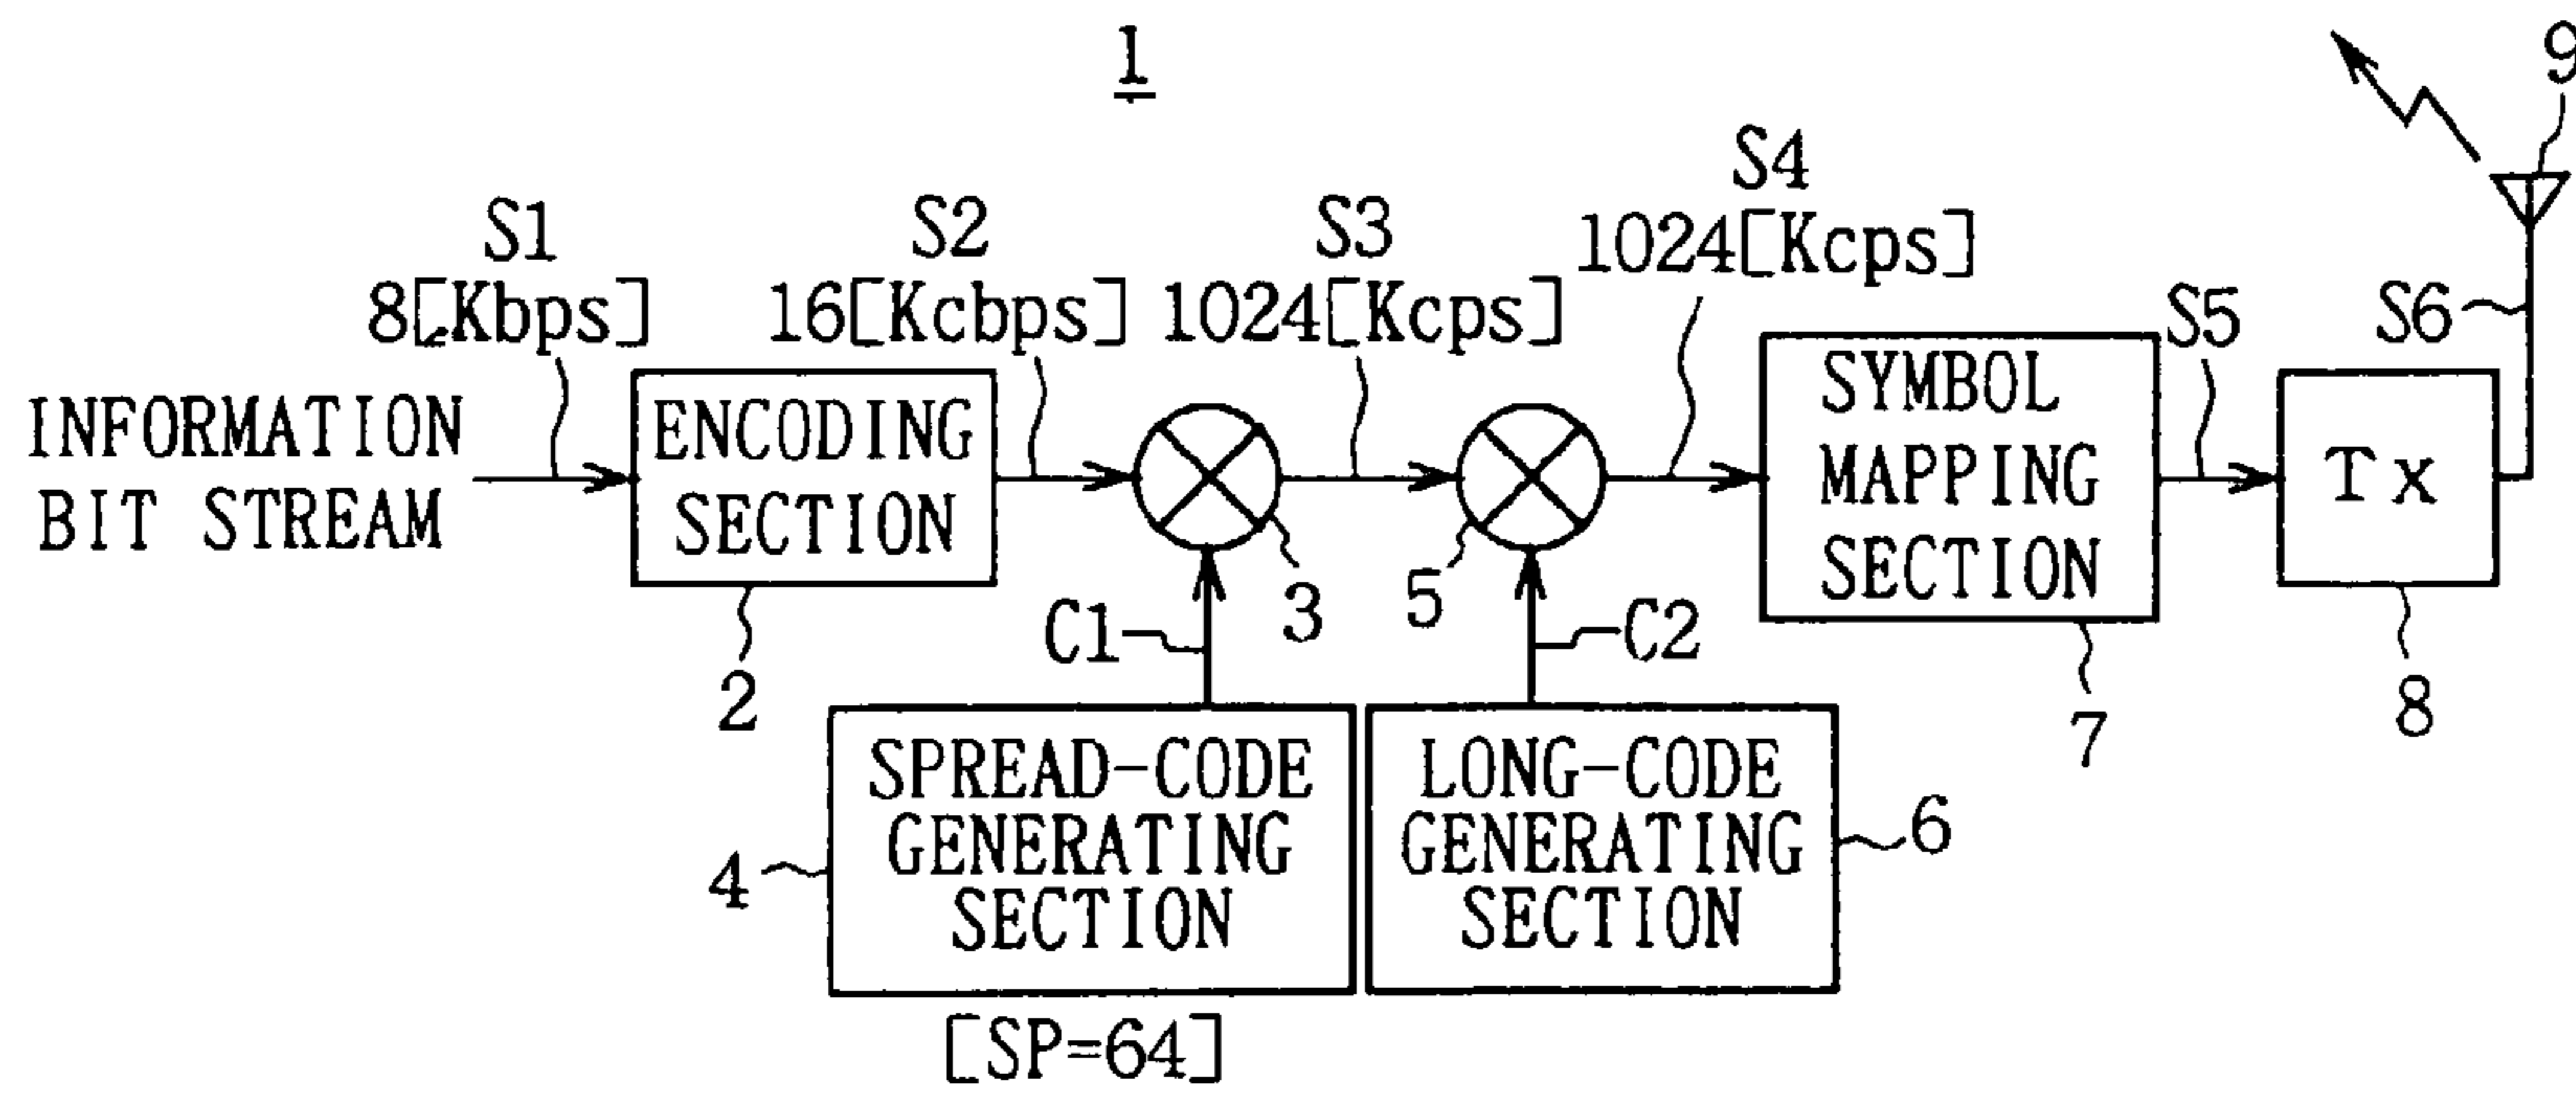 1
9
S4
S1
S2
S3
1024[Kcps]
8[Kbps]
16[Kcbps]
1024[Kcps]
S5
S6
INFORMATION
BIT STREAM
ENCODING
SECTION
SYMBOL
MAPPING
SECTION
Tx
2
C1
3
5
C2
7
8
SPREAD-CODE
GENERATING
SECTION
4
LONG-CODE
GENERATING
SECTION
6
[SP=64]